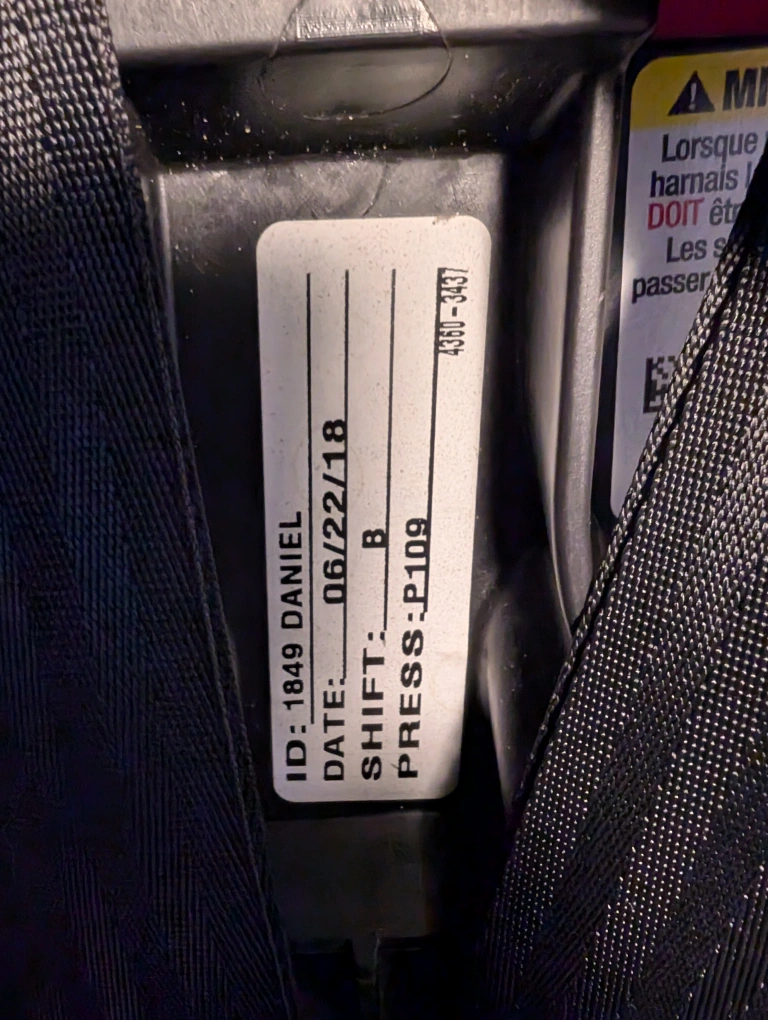 ID: 1849 DANIEL
DATE: 06/22/18
SHIFT: B
PRESS: P109
4360-3437
Lorsque
harnais
DOIT
Les
passer